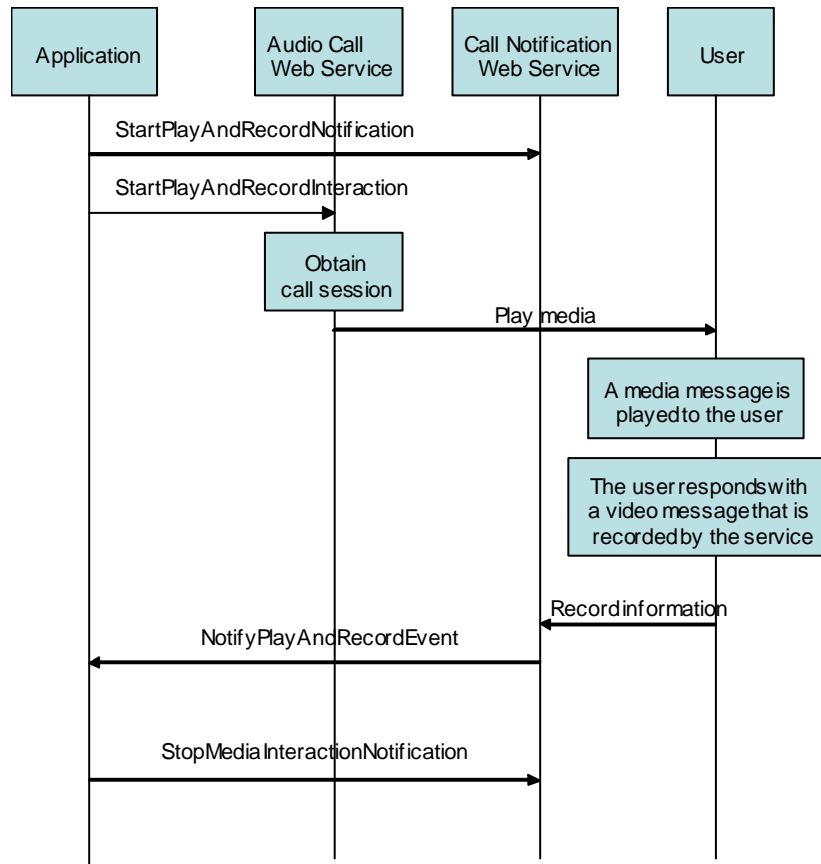 Application
Audio Call
Web Service
Call Notification
Web Service
User
StartPlayAndRecordNotification
StartPlayAndRecordInteraction
Obtain
call session
Play media
A media message is
played to the user
The user responds with
a video message that is
recorded by the service
Record information
NotifyPlayAndRecordEvent
StopMediaInteractionNotification